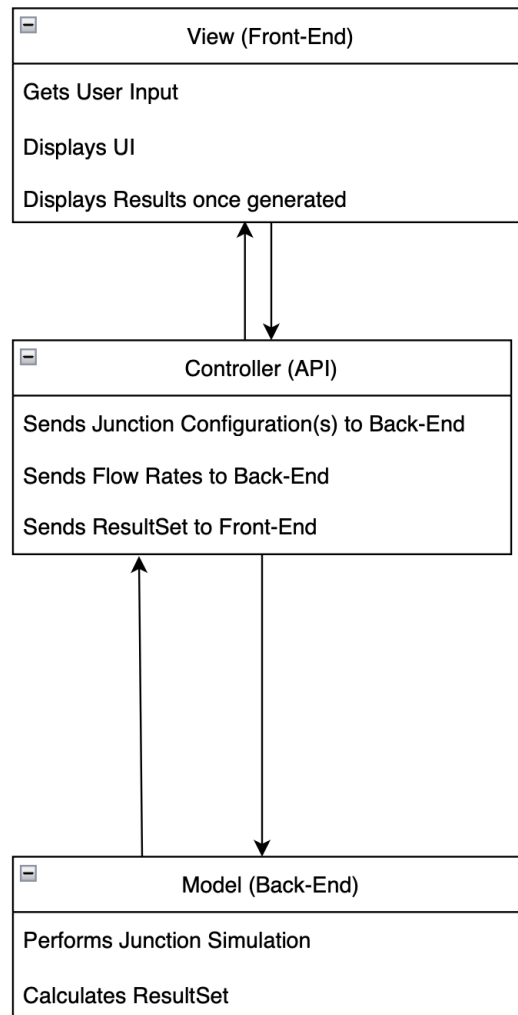 View (Front-End)
Gets User Input
Displays UI
Displays Results once generated
Controller (API)
Sends Junction Configuration(s) to Back-End
Sends Flow Rates to Back-End
Sends ResultSet to Front-End
Model (Back-End)
Performs Junction Simulation
Calculates ResultSet